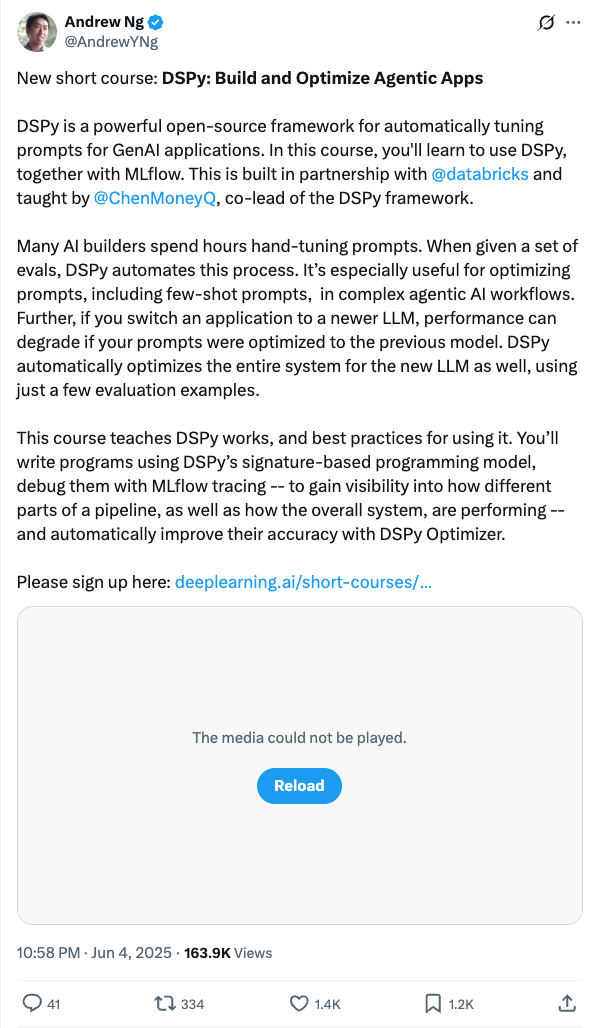 Andrew Ng
@AndrewYNg
New short course: DSPy: Build and Optimize Agentic Apps
DSPy is a powerful open-source framework for automatically tuning
prompts for GenAI applications. In this course, you'll learn to use DSPy,
together with MLflow. This is built in partnership with @databricks and
taught by @ChenMoneyQ, co-lead of the DSPy framework.
Many AI builders spend hours hand-tuning prompts. When given a set of
evals, DSPy automates this process. It’s especially useful for optimizing
prompts, including few-shot prompts,  in complex agentic AI workflows.
Further, if you switch an application to a newer LLM, performance can
degrade if your prompts were optimized to the previous model. DSPy
automatically optimizes the entire system for the new LLM as well, using
just a few evaluation examples.
This course teaches DSPy works, and best practices for using it. You’ll
write programs using DSPy’s signature-based programming model,
debug them with MLflow tracing -- to gain visibility into how different
parts of a pipeline, as well as how the overall system, are performing --
and automatically improve their accuracy with DSPy Optimizer.
Please sign up here: deeplearning.ai/short-courses/…
The media could not be played.
Reload
10:58 PM · Jun 4, 2025 · 163.9K Views
41 334 1.4K 1.2K